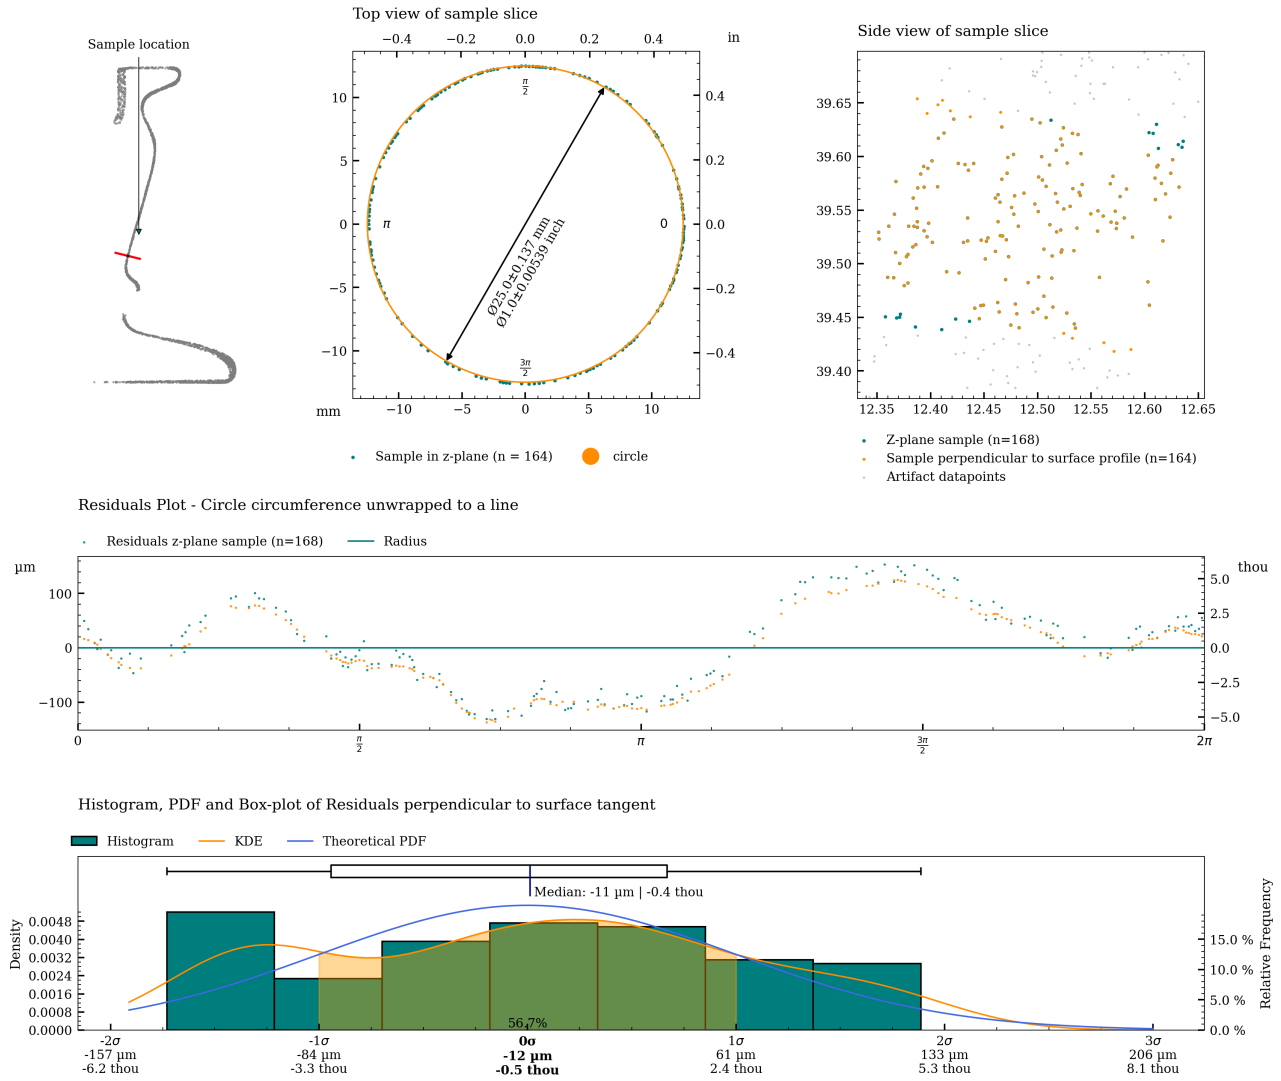 Sample location
Top view of sample slice
−0.4 −0.2 0.0 0.2 0.4 in
10
5
0
−5
−10
0.4
0.2
0.0
−0.2
−0.4
π/2
π
0
3π/2
Ø25.0±0.137 mm
Ø1.0±0.00539 inch
mm −10 −5 0 5 10
Sample in z-plane (n = 164) circle
Side view of sample slice
39.65
39.60
39.55
39.50
39.45
39.40
12.35 12.40 12.45 12.50 12.55 12.60 12.65
Z-plane sample (n=168)
Sample perpendicular to surface profile (n=164)
Artifact datapoints
Residuals Plot - Circle circumference unwrapped to a line
Residuals z-plane sample (n=168) Radius
µm
100
0
−100
thou
5.0
2.5
0.0
−2.5
−5.0
0 π/2 π 3π/2 2π
Histogram, PDF and Box-plot of Residuals perpendicular to surface tangent
Histogram KDE Theoretical PDF
Median: -11 µm | -0.4 thou
Density
0.0048
0.0040
0.0032
0.0024
0.0016
0.0008
0.0000
Relative Frequency
15.0 %
10.0 %
5.0 %
0.0 %
56.7%
-2σ -1σ 0σ 1σ 2σ 3σ
-157 µm -84 µm -12 µm 61 µm 133 µm 206 µm
-6.2 thou -3.3 thou -0.5 thou 2.4 thou 5.3 thou 8.1 thou